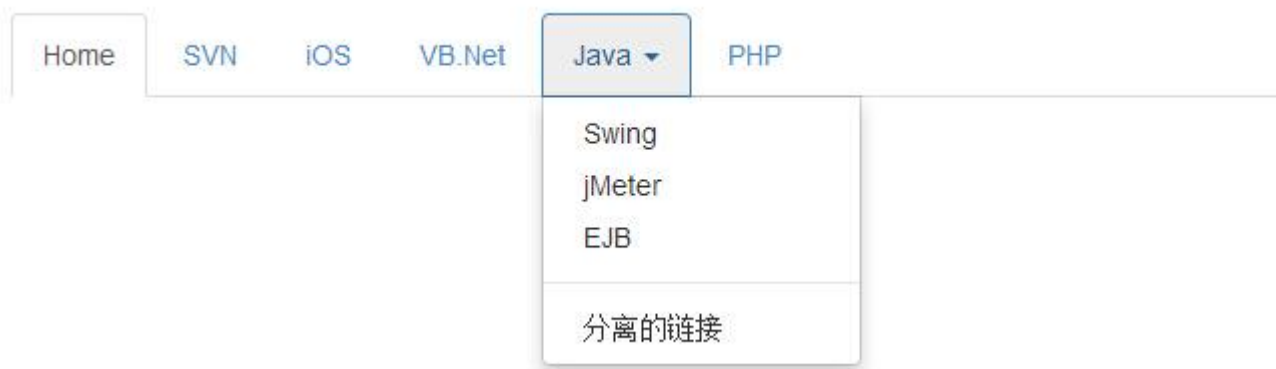 Home SVN iOS VB.Net Java PHP
Swing
jMeter
EJB
分离的链接